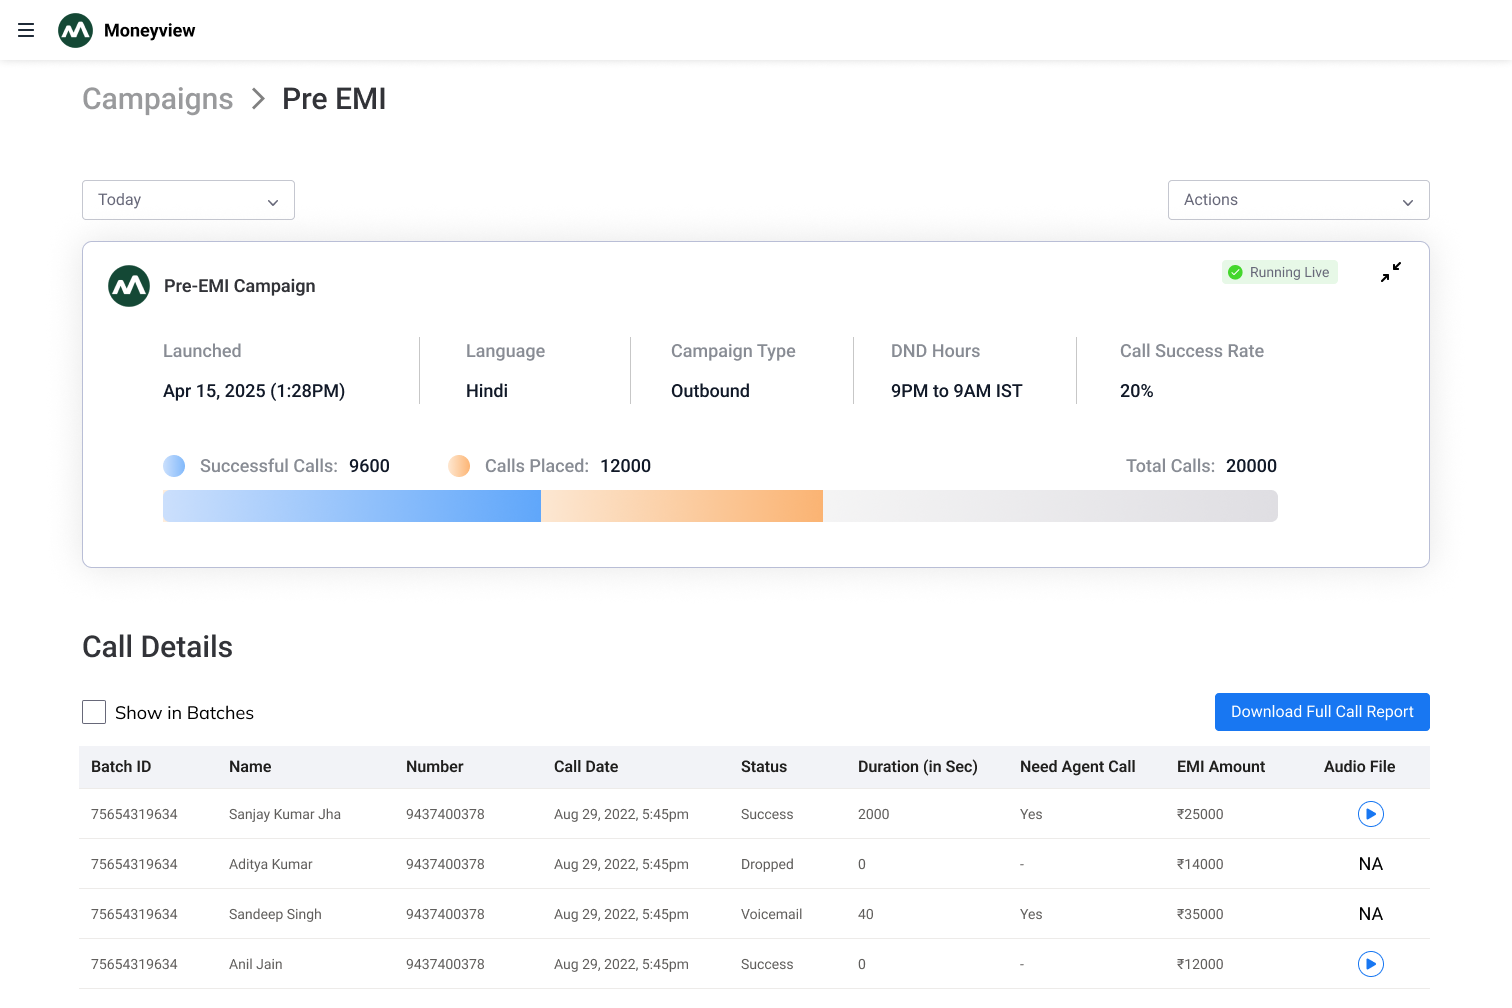 Moneyview
Campaigns > Pre EMI
Today
Actions
Pre-EMI Campaign
Running Live
Launched
Language
Campaign Type
DND Hours
Call Success Rate
Apr 15, 2025 (1:28PM)
Hindi
Outbound
9PM to 9AM IST
20%
Successful Calls: 9600
Calls Placed: 12000
Total Calls: 20000
Call Details
Show in Batches
Download Full Call Report
Batch ID Name Number Call Date Status Duration (in Sec) Need Agent Call EMI Amount Audio File
75654319634 Sanjay Kumar Jha 9437400378 Aug 29, 2022, 5:45pm Success 2000 Yes ₹25000
75654319634 Aditya Kumar 9437400378 Aug 29, 2022, 5:45pm Dropped 0 - ₹14000 NA
75654319634 Sandeep Singh 9437400378 Aug 29, 2022, 5:45pm Voicemail 40 Yes ₹35000 NA
75654319634 Anil Jain 9437400378 Aug 29, 2022, 5:45pm Success 0 - ₹12000